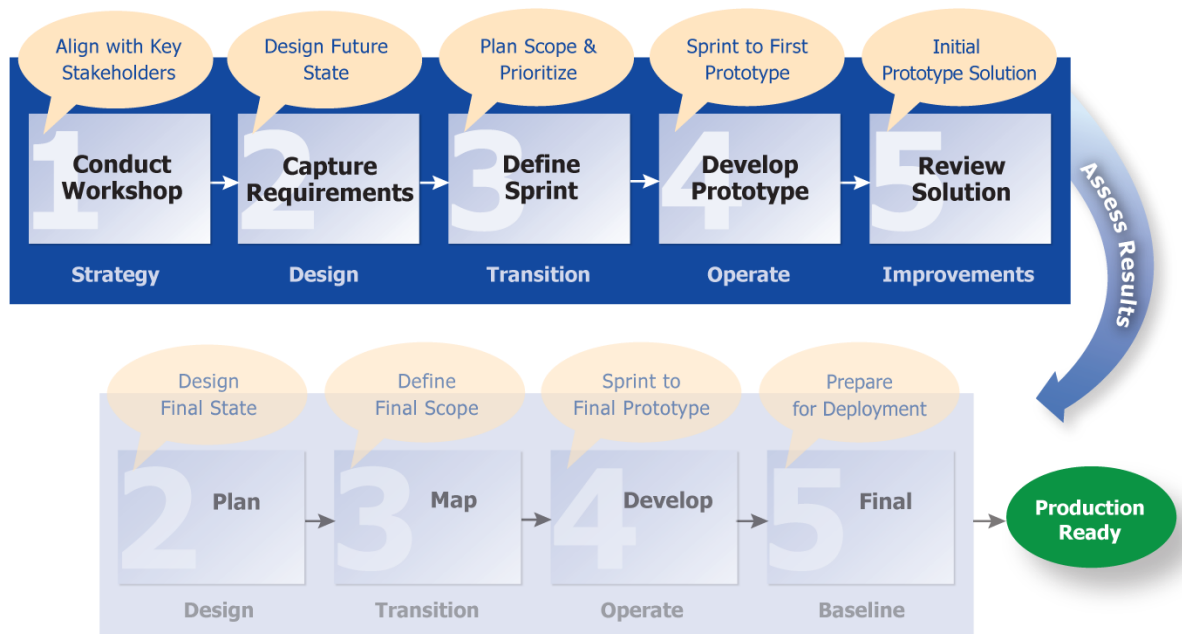 Align with Key
Stakeholders
Design Future
State
Plan Scope &
Prioritize
Sprint to First
Prototype
Initial
Prototype Solution
1
Conduct
Workshop
2
Capture
Requirements
3
Define
Sprint
4
Develop
Prototype
5
Review
Solution
Strategy
Design
Transition
Operate
Improvements
Assess Results
Design
Final State
Define
Final Scope
Sprint to
Final Prototype
Prepare
for Deployment
2
Plan
3
Map
4
Develop
5
Final
Production
Ready
Design
Transition
Operate
Baseline